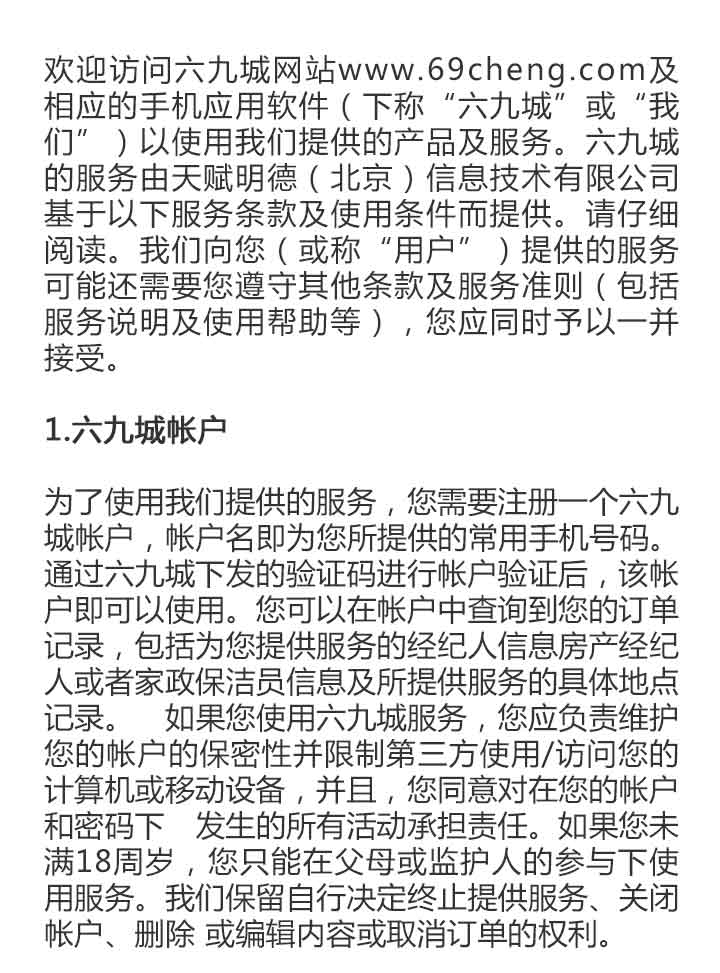 欢迎访问六九城网站www.69cheng.com及
相应的手机应用软件（下称“六九城”或“我
们”）以使用我们提供的产品及服务。六九城
的服务由天赋明德（北京）信息技术有限公司
基于以下服务条款及使用条件而提供。请仔细
阅读。我们向您（或称“用户”）提供的服务
可能还需要您遵守其他条款及服务准则（包括
服务说明及使用帮助等），您应同时予以一并
接受。
1.六九城帐户
为了使用我们提供的服务，您需要注册一个六九
城帐户，帐户名即为您所提供的常用手机号码。
通过六九城下发的验证码进行帐户验证后，该帐
户即可以使用。您可以在帐户中查询到您的订单
记录，包括为您提供服务的经纪人信息房产经纪
人或者家政保洁员信息及所提供服务的具体地点
记录。　如果您使用六九城服务，您应负责维护
您的帐户的保密性并限制第三方使用/访问您的
计算机或移动设备，并且，您同意对在您的帐户
和密码下　发生的所有活动承担责任。如果您未
满18周岁，您只能在父母或监护人的参与下使
用服务。我们保留自行决定终止提供服务、关闭
帐户、删除 或编辑内容或取消订单的权利。